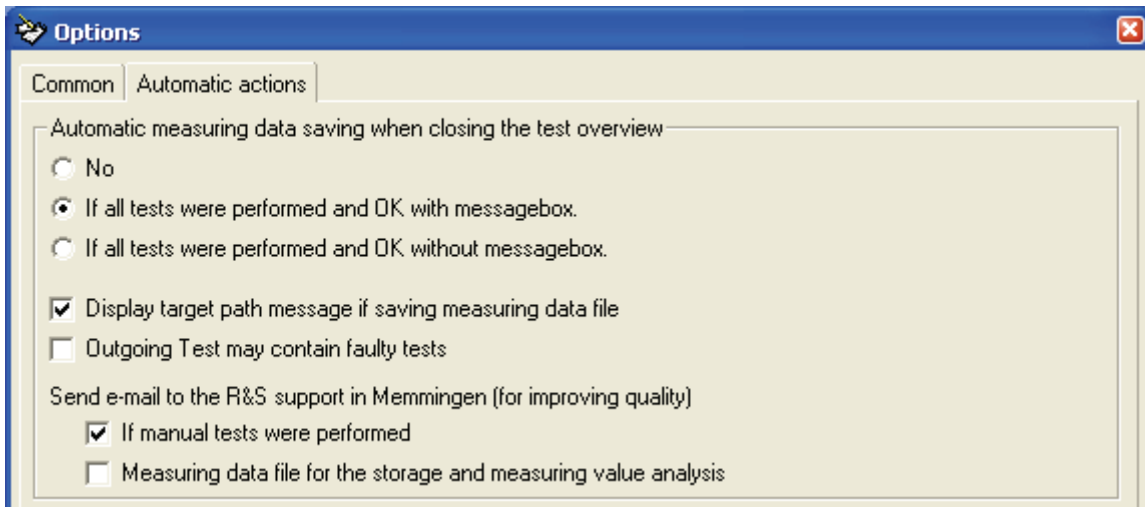 Options
Common
Automatic actions
Automatic measuring data saving when closing the test overview
No
If all tests were performed and OK with messagebox.
If all tests were performed and OK without messagebox.
Display target path message if saving measuring data file
Outgoing Test may contain faulty tests
Send e-mail to the R&S support in Memmingen (for improving quality)
If manual tests were performed
Measuring data file for the storage and measuring value analysis